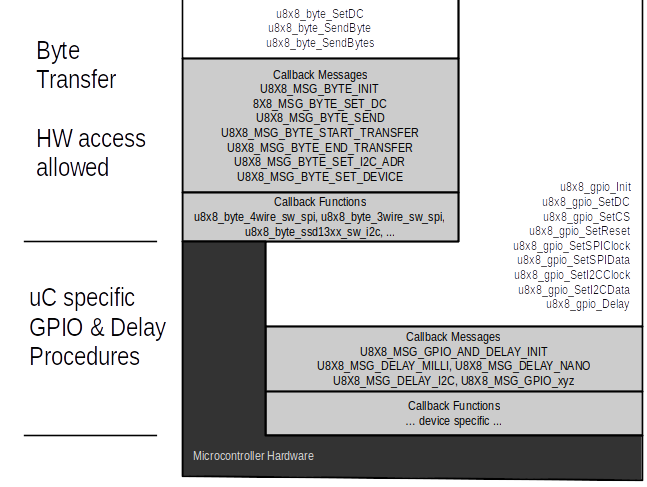 u8x8_byte_SetDC
u8x8_byte_SendByte
u8x8_byte_SendBytes
Byte
Transfer
HW access
allowed
Callback Messages
U8X8_MSG_BYTE_INIT
8X8_MSG_BYTE_SET_DC
U8X8_MSG_BYTE_SEND
U8X8_MSG_BYTE_START_TRANSFER
U8X8_MSG_BYTE_END_TRANSFER
U8X8_MSG_BYTE_SET_I2C_ADR
U8X8_MSG_BYTE_SET_DEVICE
Callback Functions
u8x8_byte_4wire_sw_spi, u8x8_byte_3wire_sw_spi,
u8x8_byte_ssd13xx_sw_i2c, ...
u8x8_gpio_Init
u8x8_gpio_SetDC
u8x8_gpio_SetCS
u8x8_gpio_SetReset
u8x8_gpio_SetSPIClock
u8x8_gpio_SetSPIData
u8x8_gpio_SetI2CClock
u8x8_gpio_SetI2CData
u8x8_gpio_Delay
uC specific
GPIO & Delay
Procedures
Callback Messages
U8X8_MSG_GPIO_AND_DELAY_INIT
U8X8_MSG_DELAY_MILLI, U8X8_MSG_DELAY_NANO
U8X8_MSG_DELAY_I2C, U8X8_MSG_GPIO_xyz
Callback Functions
... device specific ...
Microcontroller Hardware